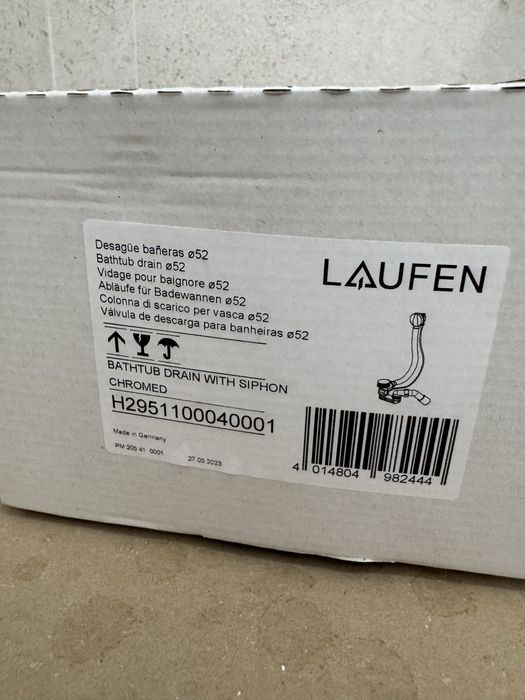 Desagüe bañeras ø52
Bathtub drain ø52
Vidage pour baignore ø52
Abläufe für Badewannen ø52
Colonna di scarico per vasca ø52
Válvula de descarga para banheiras ø52
LAUFEN
BATHTUB DRAIN WITH SIPHON
CHROMED
H2951100040001
Made in Germany
PM 206 41 0001 27 03 2023
4 014804 982444